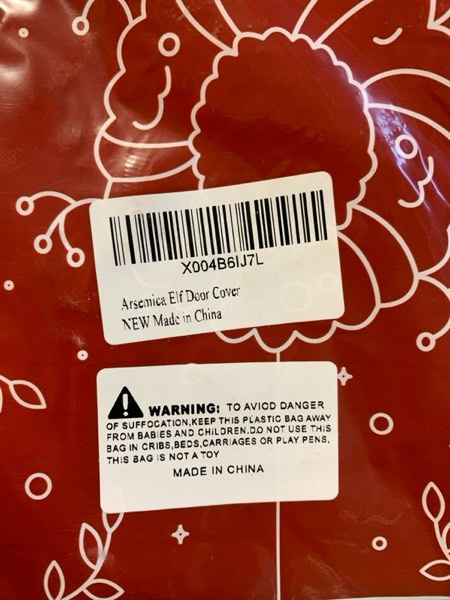 X004B6IJ7L
Arsemica Elf Door Cover
NEW Made in China
WARNING: TO AVIOD DANGER
OF SUFFOCATION,KEEP THIS PLASTIC BAG AWAY
FROM BABIES AND CHILDREN.DO NOT USE THIS
BAG IN CRIBS,BEDS,CARRIAGES OR PLAY PENS,
THIS BAG IS NOT A TOY
MADE IN CHINA